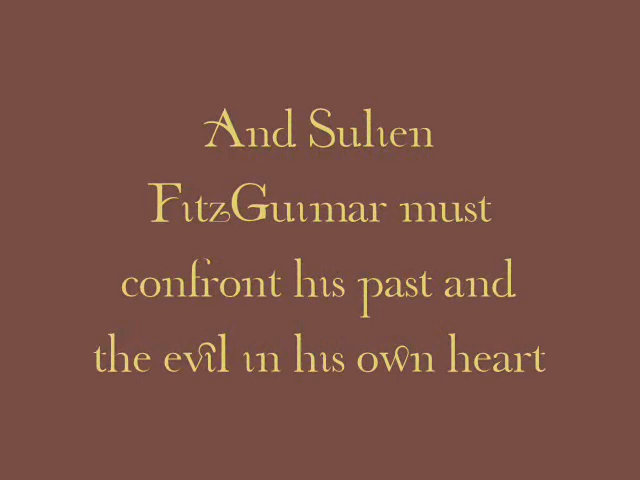 And Sulien
FitzGuimar must
confront his past and
the evil in his own heart